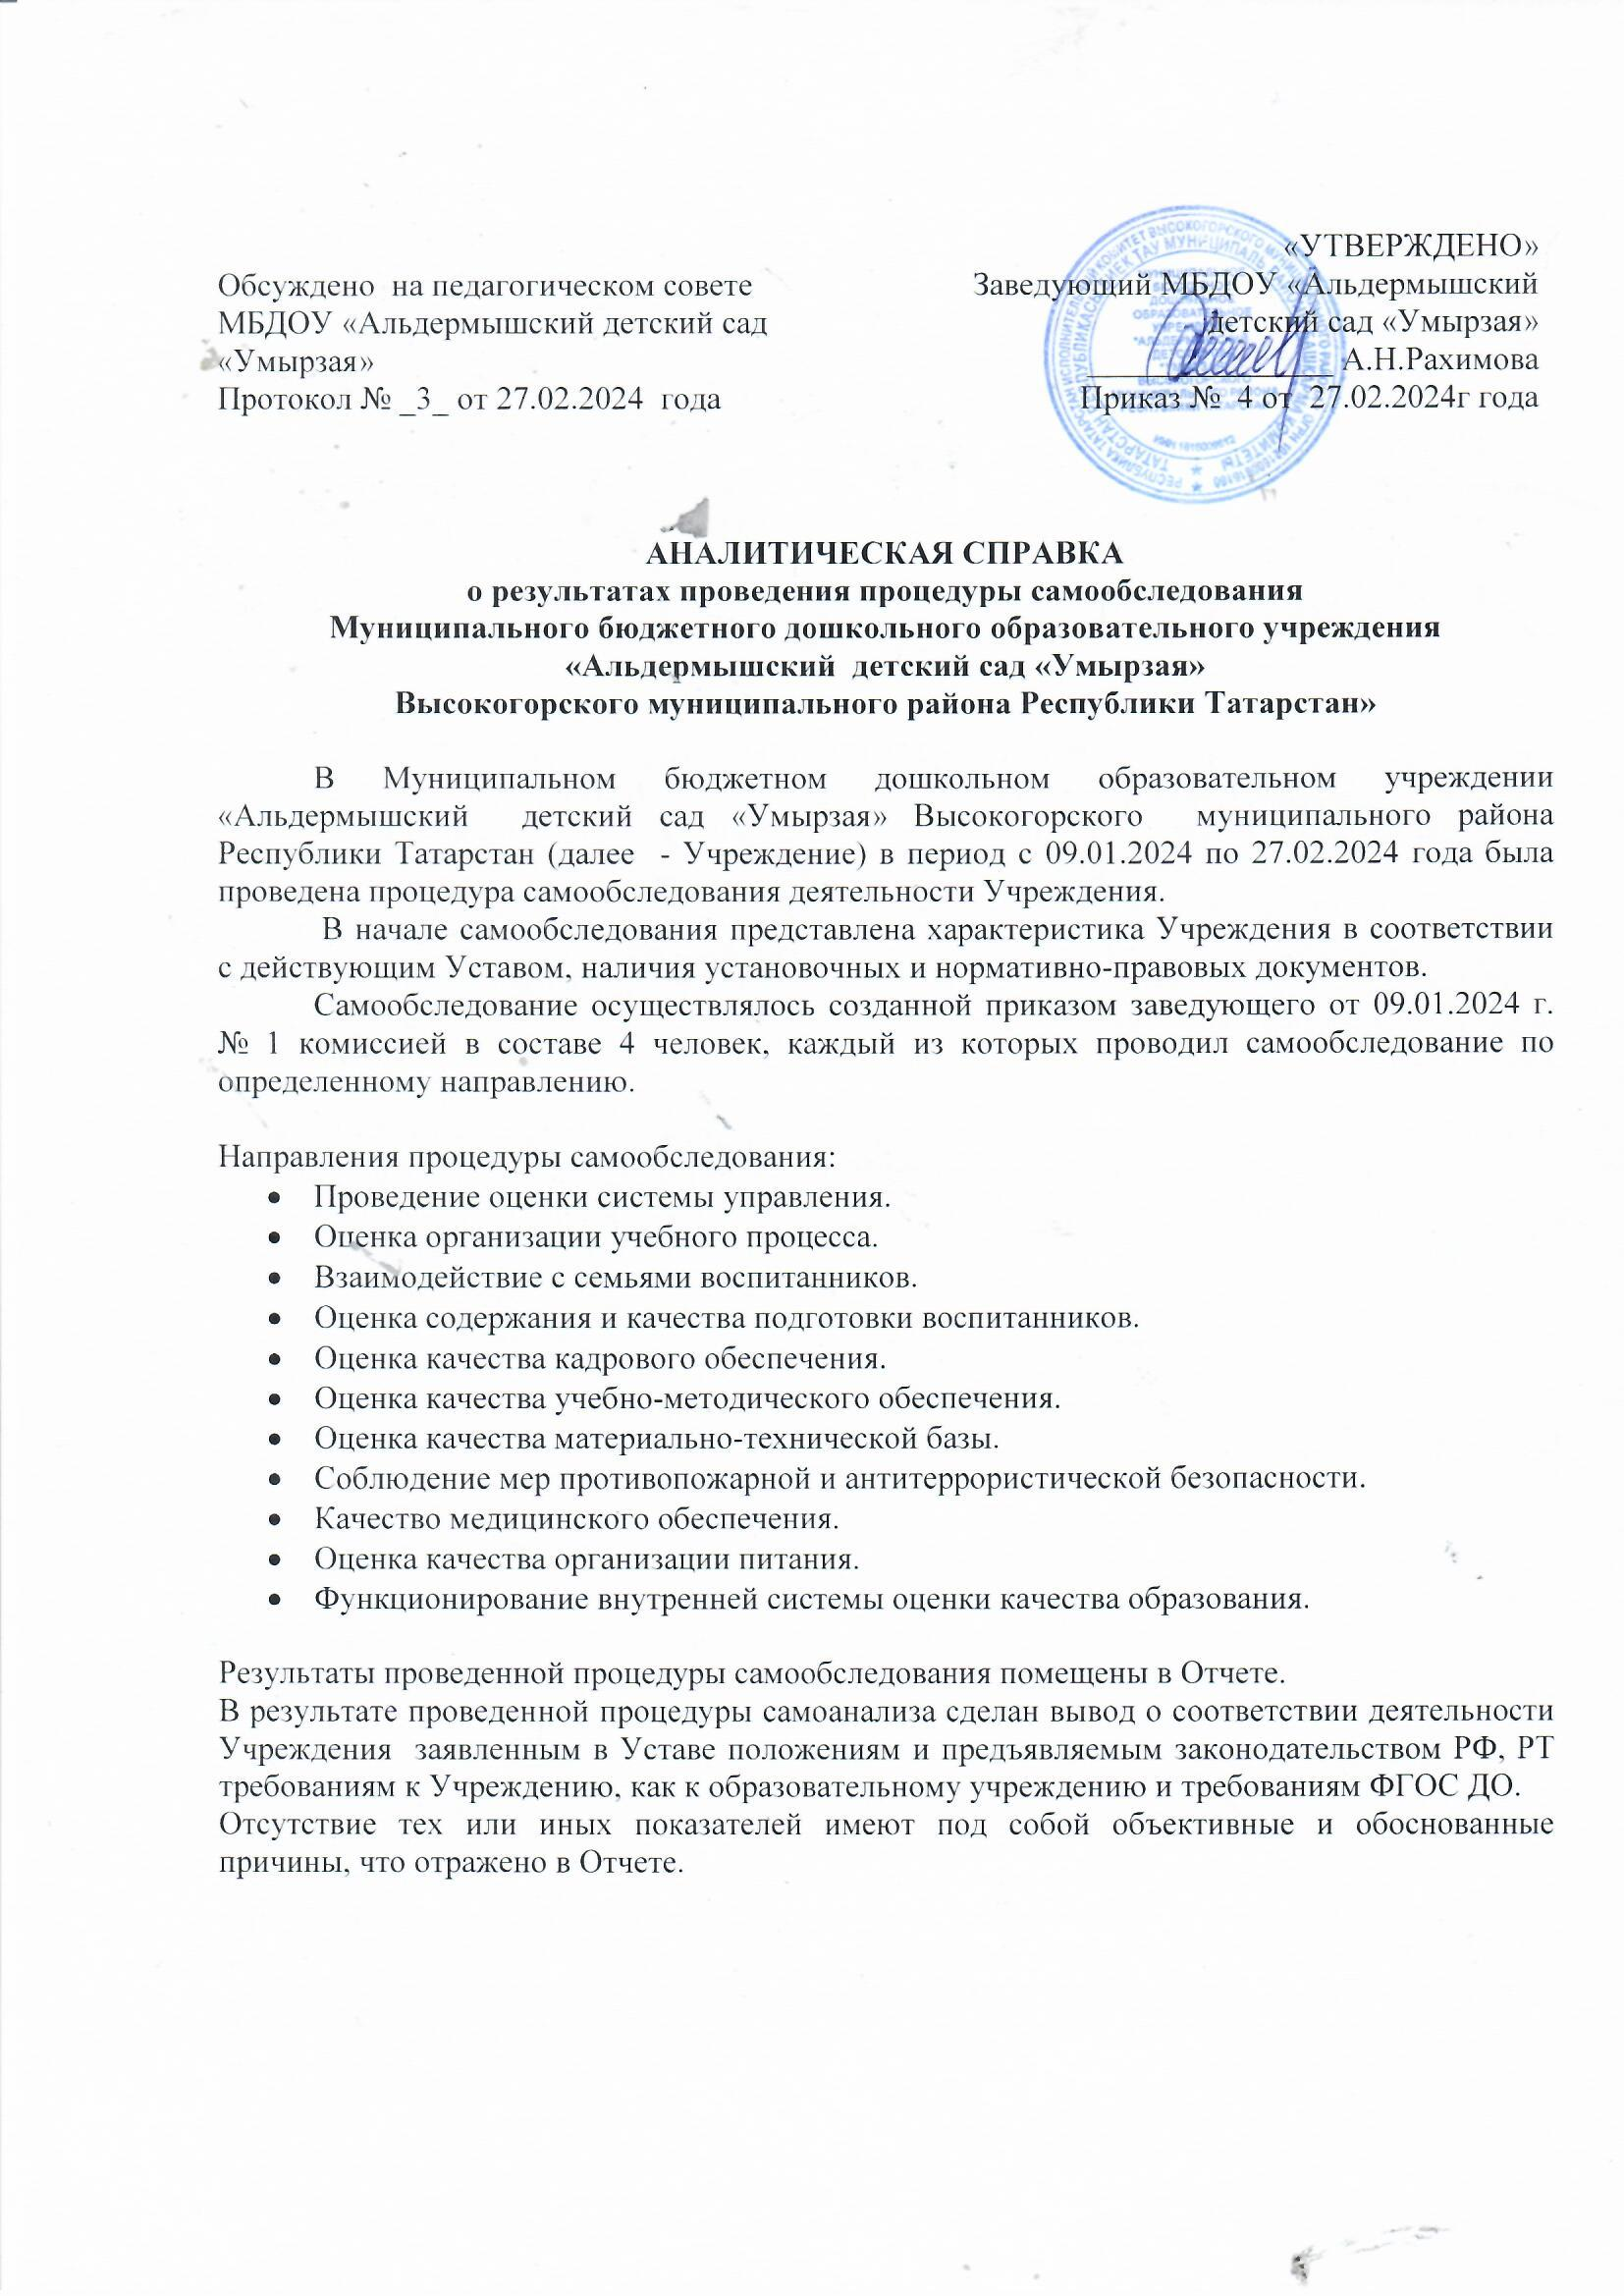 «УТВЕРЖДЕНО»
Обсуждено на педагогическом совете
Заведующий МБДОУ «Альдермышский
МБДОУ «Альдермышский детский сад
детский сад «Умырзая»
«Умырзая»
А.Н.Рахимова
Протокол № _3_ от 27.02.2024 года
Приказ № 4 от 27.02.2024г года
АНАЛИТИЧЕСКАЯ СПРАВКА
о результатах проведения процедуры самообследования
Муниципального бюджетного дошкольного образовательного учреждения
«Альдермышский детский сад «Умырзая»
Высокогорского муниципального района Республики Татарстан»
В Муниципальном бюджетном дошкольном образовательном учреждении
«Альдермышский детский сад «Умырзая» Высокогорского муниципального района
Республики Татарстан (далее - Учреждение) в период с 09.01.2024 по 27.02.2024 года была
проведена процедура самообследования деятельности Учреждения.
В начале самообследования представлена характеристика Учреждения в соответствии
с действующим Уставом, наличия установочных и нормативно-правовых документов.
Самообследование осуществлялось созданной приказом заведующего от 09.01.2024 г.
№ 1 комиссией в составе 4 человек, каждый из которых проводил самообследование по
определенному направлению.
Направления процедуры самообследования:
• Проведение оценки системы управления.
• Оценка организации учебного процесса.
• Взаимодействие с семьями воспитанников.
• Оценка содержания и качества подготовки воспитанников.
• Оценка качества кадрового обеспечения.
• Оценка качества учебно-методического обеспечения.
• Оценка качества материально-технической базы.
• Соблюдение мер противопожарной и антитеррористической безопасности.
• Качество медицинского обеспечения.
• Оценка качества организации питания.
• Функционирование внутренней системы оценки качества образования.
Результаты проведенной процедуры самообследования помещены в Отчете.
В результате проведенной процедуры самоанализа сделан вывод о соответствии деятельности
Учреждения заявленным в Уставе положениям и предъявляемым законодательством РФ, РТ
требованиям к Учреждению, как к образовательному учреждению и требованиям ФГОС ДО.
Отсутствие тех или иных показателей имеют под собой объективные и обоснованные
причины, что отражено в Отчете.